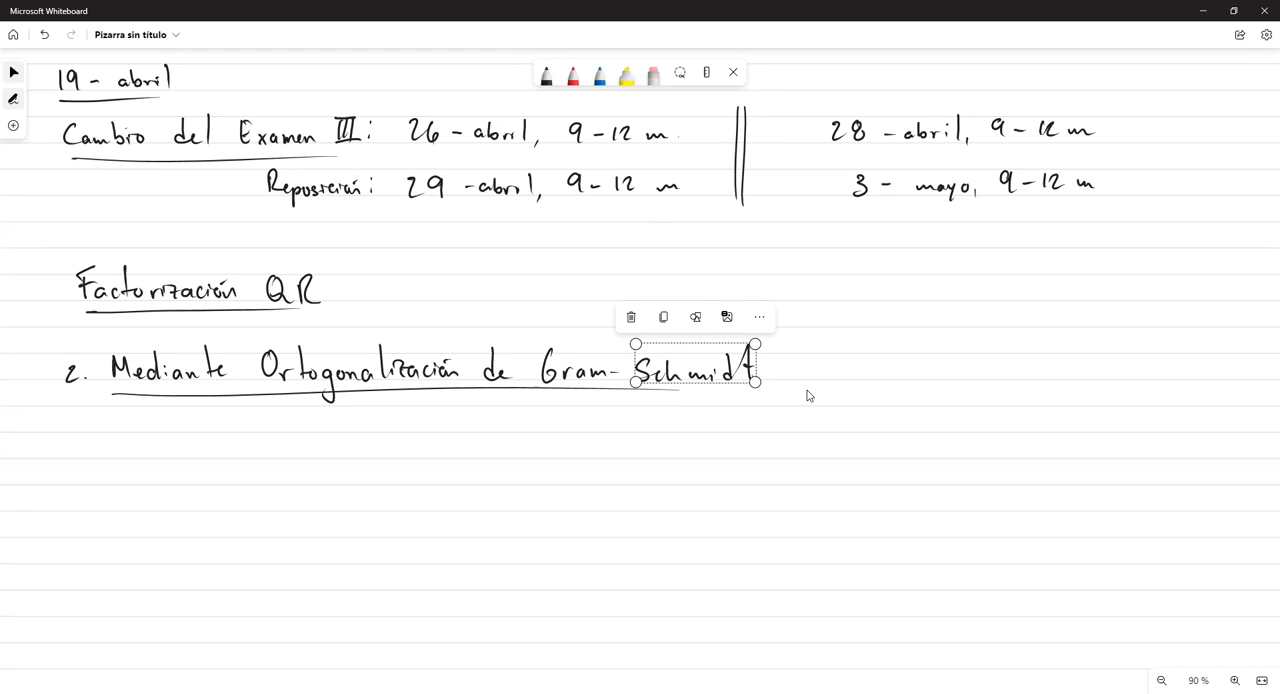 Microsoft Whiteboard
Pizarra sin título
19 - abril
Cambio del Examen III: 26 - abril, 9 - 12 m || 28 - abril, 9 - 12 m
Reposición: 29 - abril, 9 - 12 m || 3 - mayo, 9 - 12 m
Factorización QR
2. Mediante Ortogonalización de Gram- Schmidt
90 %